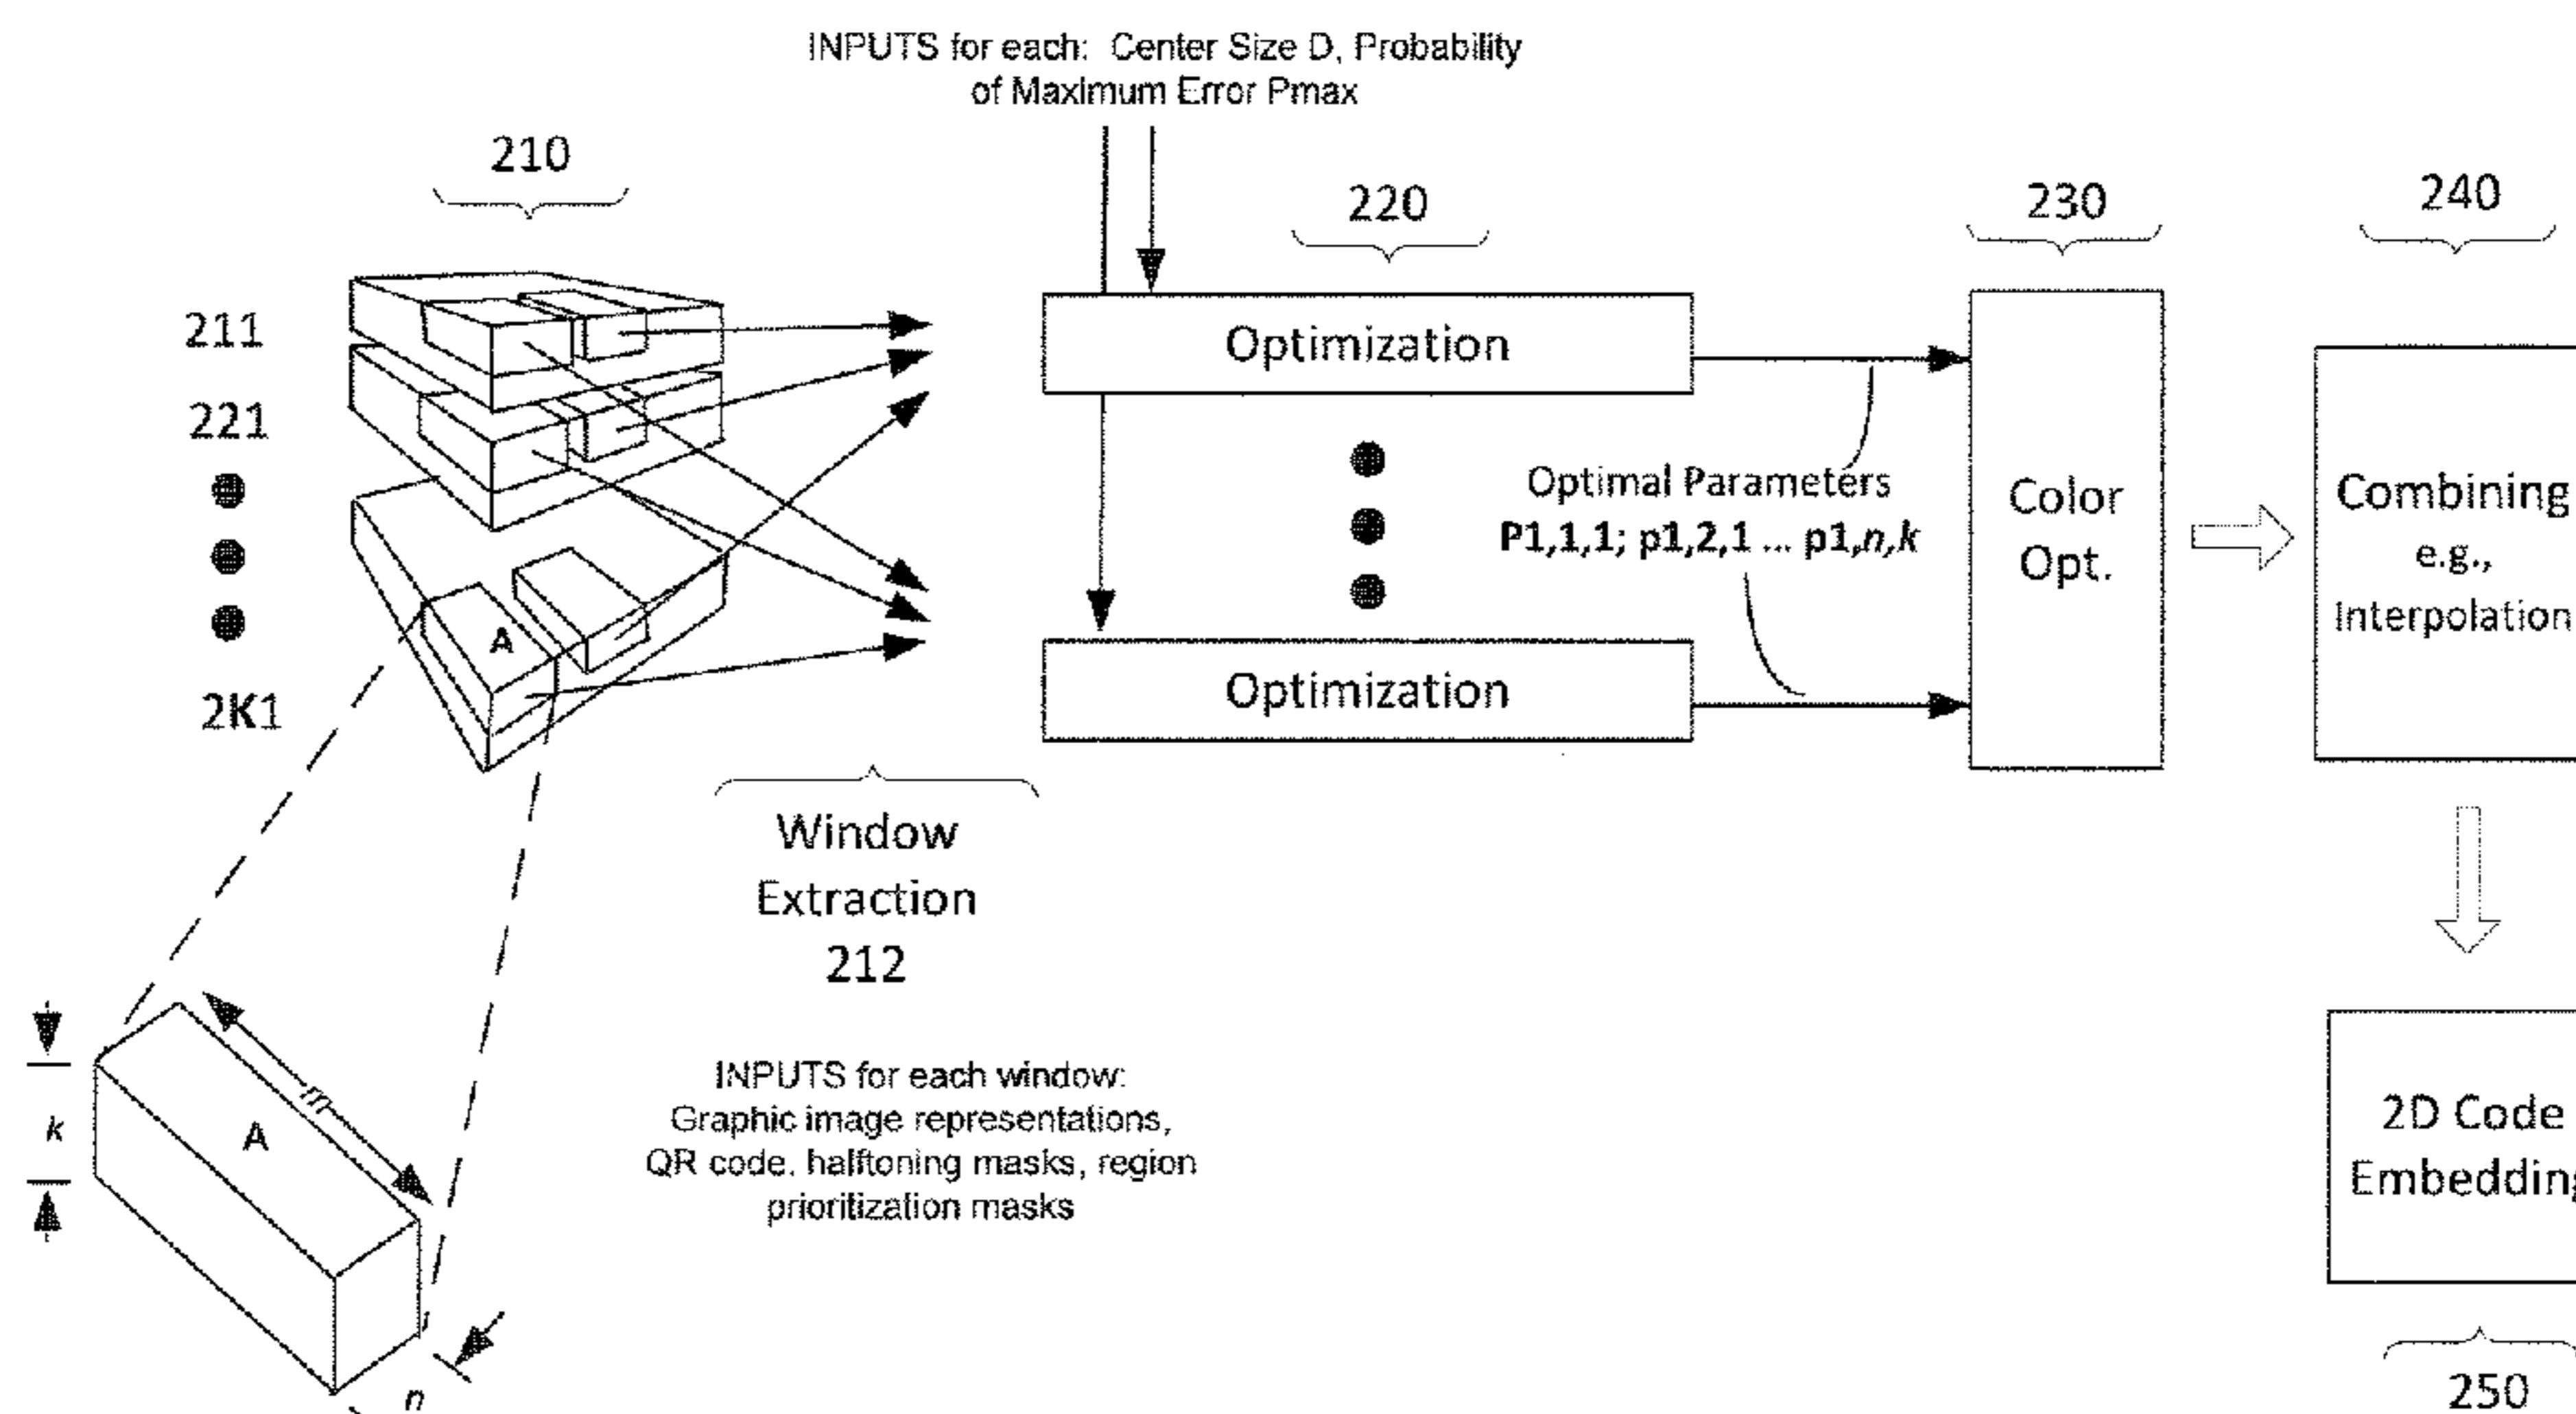 INPUTS for each: Center Size D, Probability
of Maximum Error Pmax
210
220
230
240
211
221
2K1
A
Optimization
Optimal Parameters
P1,1,1; p1,2,1 ... p1,n,k
Optimization
Color
Opt.
Combining
e.g.,
Interpolation
Window
Extraction
212
INPUTS for each window:
Graphic image representations,
QR code. halftoning masks, region
prioritization masks
k
A
m
n
2D Code
Embedding
250